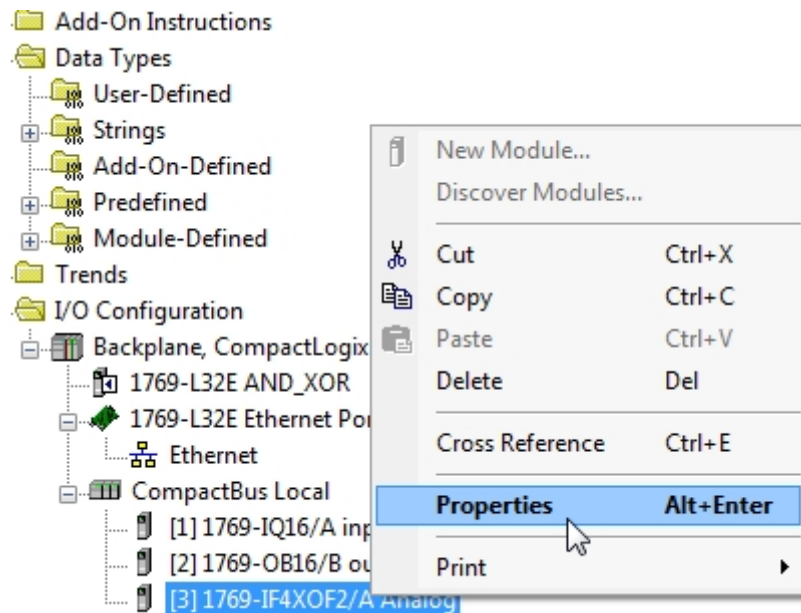 Add-On Instructions
Data Types
User-Defined
Strings
Add-On-Defined
Predefined
Module-Defined
Trends
I/O Configuration
Backplane, CompactLogix
1769-L32E AND_XOR
1769-L32E Ethernet Por
Ethernet
CompactBus Local
[1] 1769-IQ16/A inp
[2] 1769-OB16/B ou
[3] 1769-IF4XOF2/A Analog
New Module...
Discover Modules...
Cut Ctrl+X
Copy Ctrl+C
Paste Ctrl+V
Delete Del
Cross Reference Ctrl+E
Properties Alt+Enter
Print